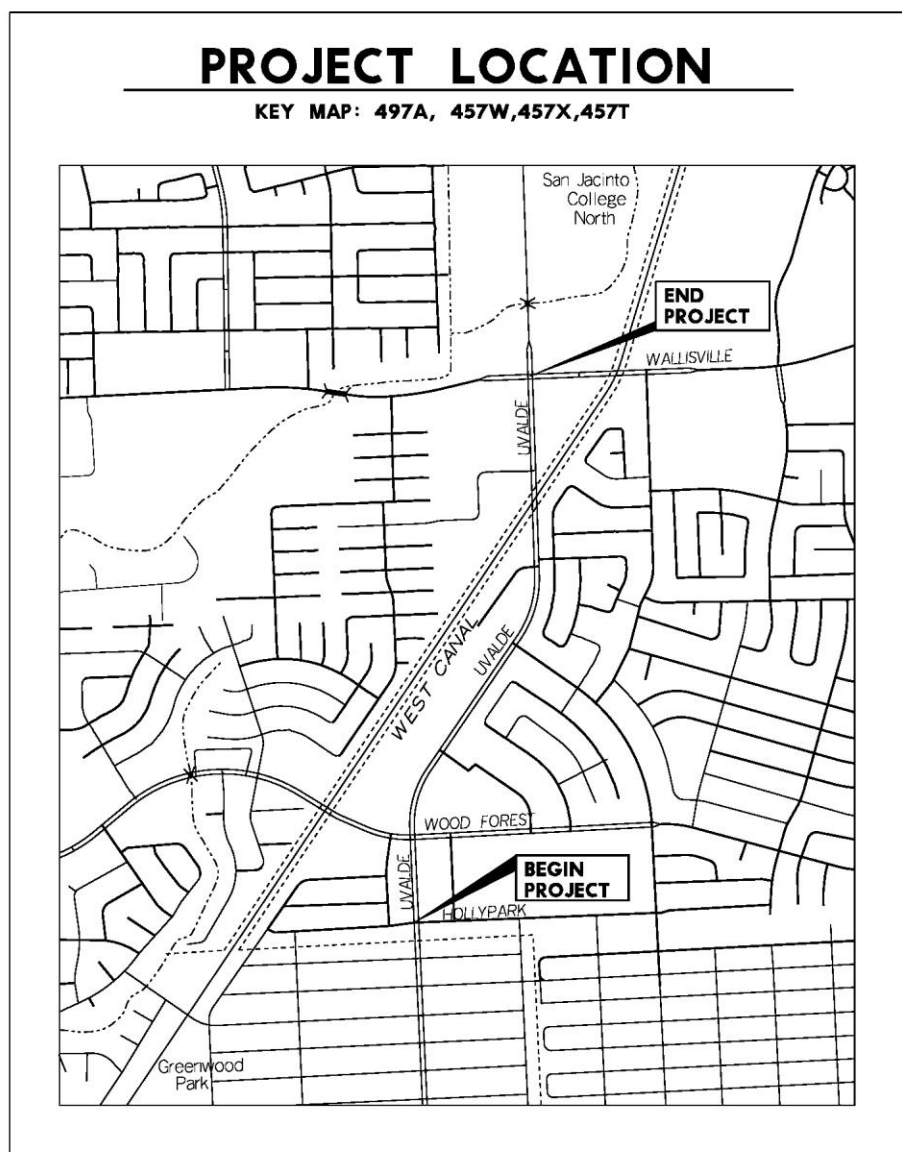 PROJECT LOCATION
KEY MAP: 497A, 457W,457X,457T
San Jacinto
College
North
END
PROJECT
WALLISVILLE
UVALDE
WEST CANAL
UVALDE
WOOD FOREST
UVALDE
BEGIN
PROJECT
HOLLYPARK
Greenwood
Park